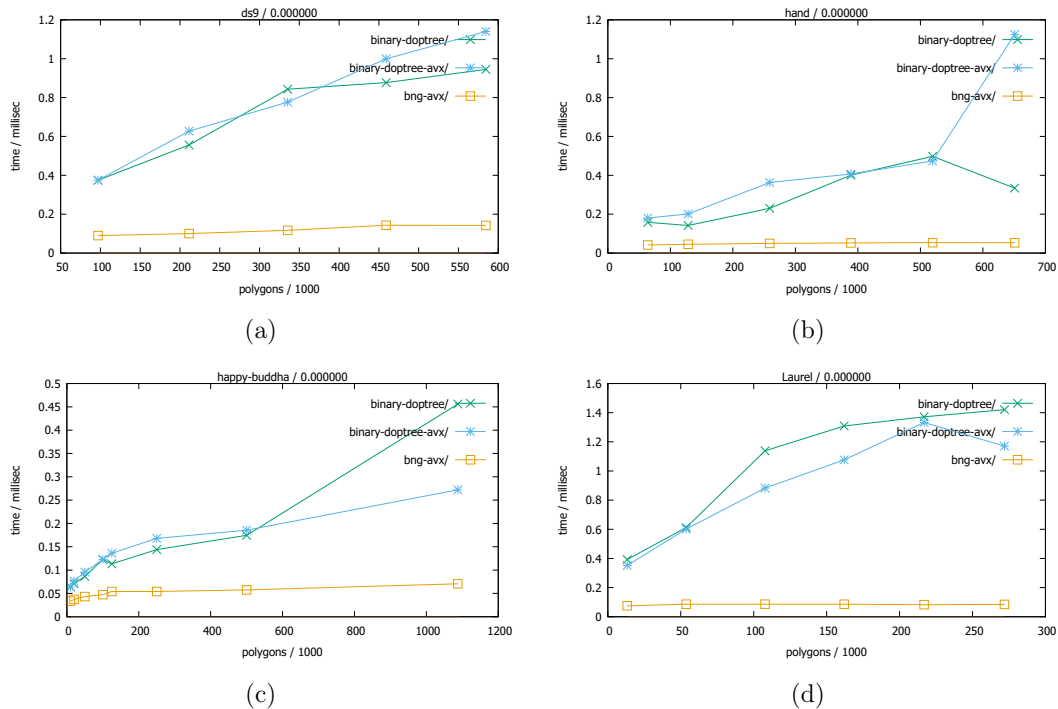 ds9 / 0.000000
1.2
1
0.8
0.6
0.4
0.2
0
time / millisec
binary-doptree/
binary-doptree-avx/
bng-avx/
50 100 150 200 250 300 350 400 450 500 550 600
polygons / 1000
(a)
hand / 0.000000
1.2
1
0.8
0.6
0.4
0.2
0
time / millisec
binary-doptree/
binary-doptree-avx/
bng-avx/
0 100 200 300 400 500 600 700
polygons / 1000
(b)
happy-buddha / 0.000000
0.5
0.45
0.4
0.35
0.3
0.25
0.2
0.15
0.1
0.05
0
time / millisec
binary-doptree/
binary-doptree-avx/
bng-avx/
0 200 400 600 800 1000 1200
polygons / 1000
(c)
Laurel / 0.000000
1.6
1.4
1.2
1
0.8
0.6
0.4
0.2
0
time / millisec
binary-doptree/
binary-doptree-avx/
bng-avx/
0 50 100 150 200 250 300
polygons / 1000
(d)